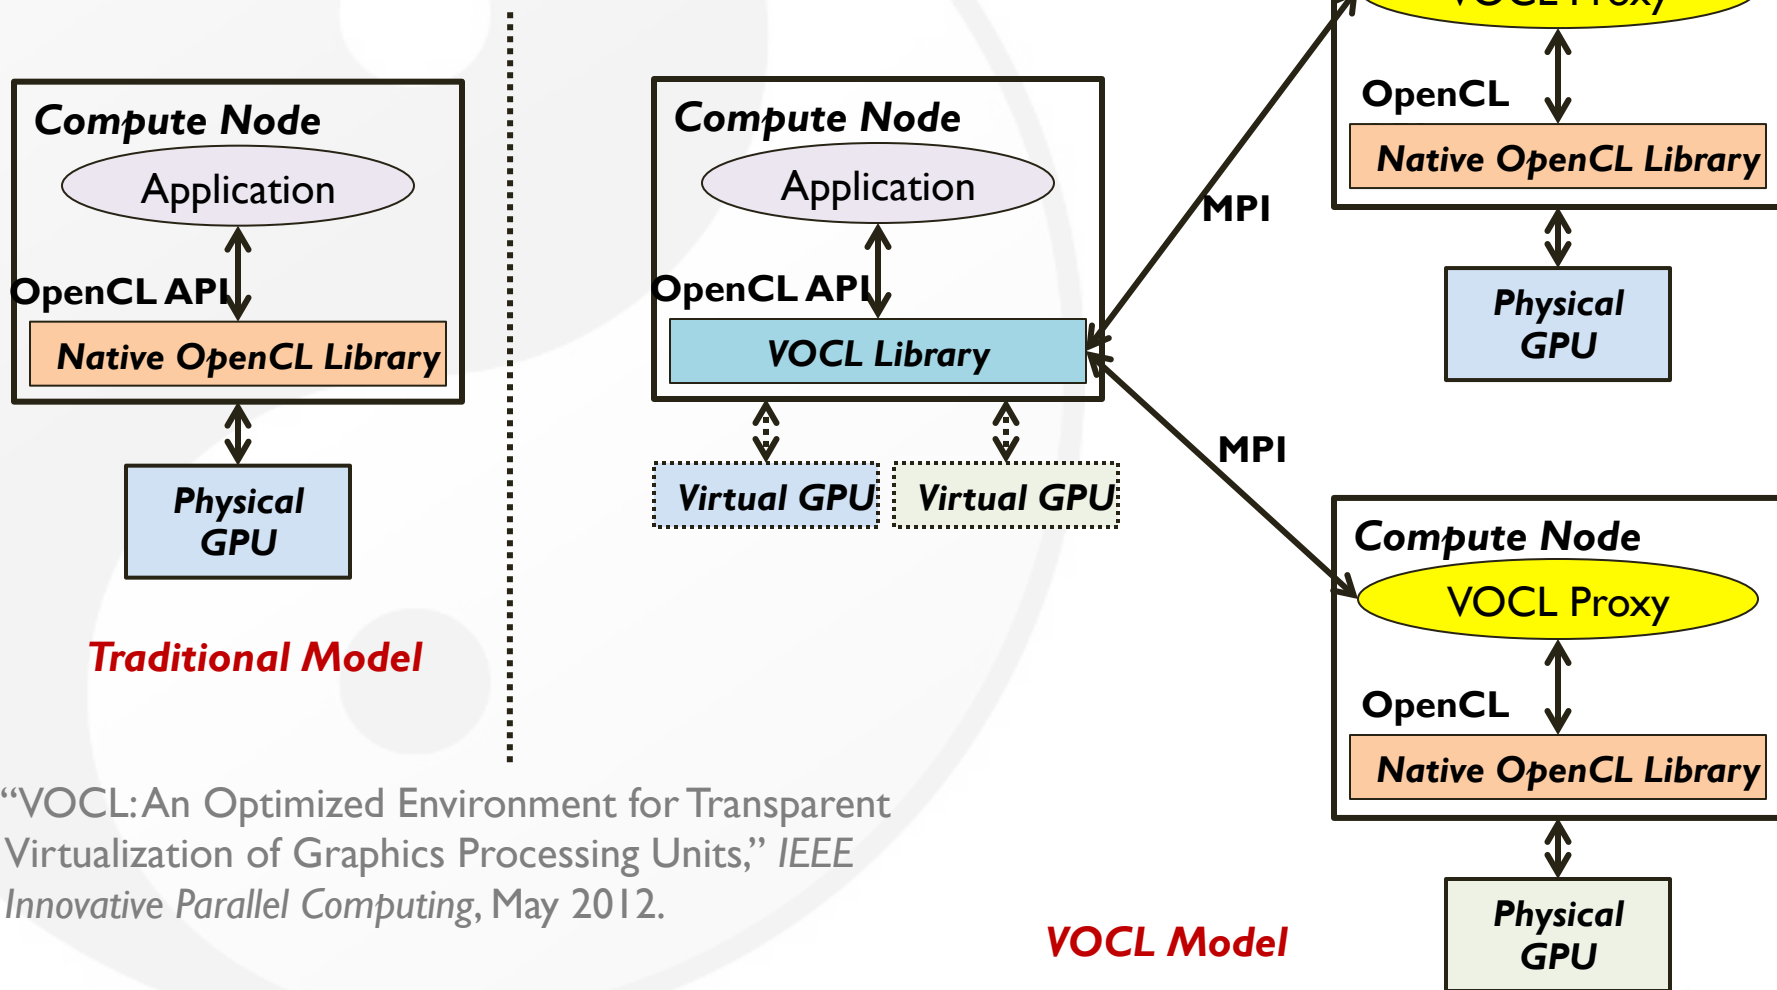 Compute Node
Application
OpenCL API
Native OpenCL Library
Physical
GPU
Traditional Model
Compute Node
Application
OpenCL API
VOCL Library
Virtual GPU
Virtual GPU
MPI
MPI
VOCL Proxy
OpenCL
Native OpenCL Library
Physical
GPU
Compute Node
VOCL Proxy
OpenCL
Native OpenCL Library
Physical
GPU
VOCL Model
“VOCL: An Optimized Environment for Transparent
Virtualization of Graphics Processing Units,” IEEE
Innovative Parallel Computing, May 2012.